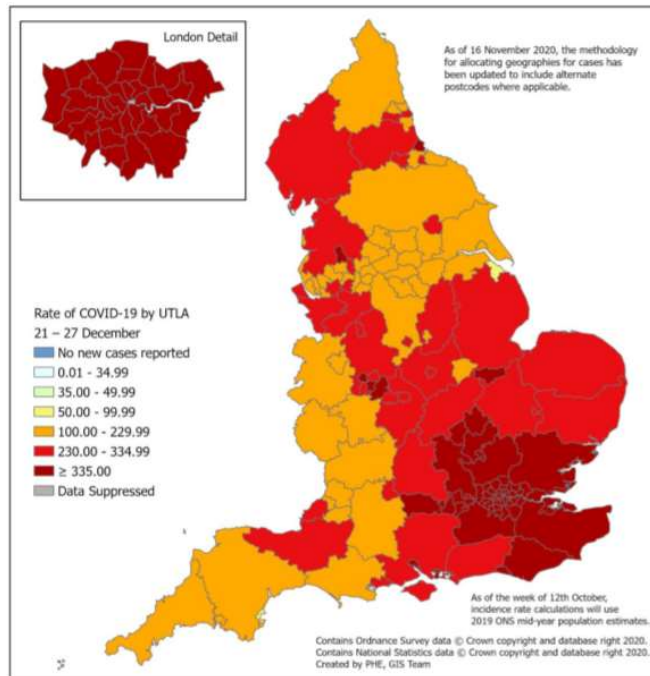 London Detail
As of 16 November 2020, the methodology
for allocating geographies for cases has
been updated to include alternate
postcodes where applicable.
Rate of COVID-19 by UTLA
21 – 27 December
No new cases reported
0.01 - 34.99
35.00 - 49.99
50.00 - 99.99
100.00 - 229.99
230.00 - 334.99
≥ 335.00
Data Suppressed
As of the week of 12th October,
incidence rate calculations will use
2019 ONS mid-year population estimates.
Contains Ordnance Survey data © Crown copyright and database right 2020.
Contains National Statistics data © Crown copyright and database right 2020.
Created by PHE, GIS Team